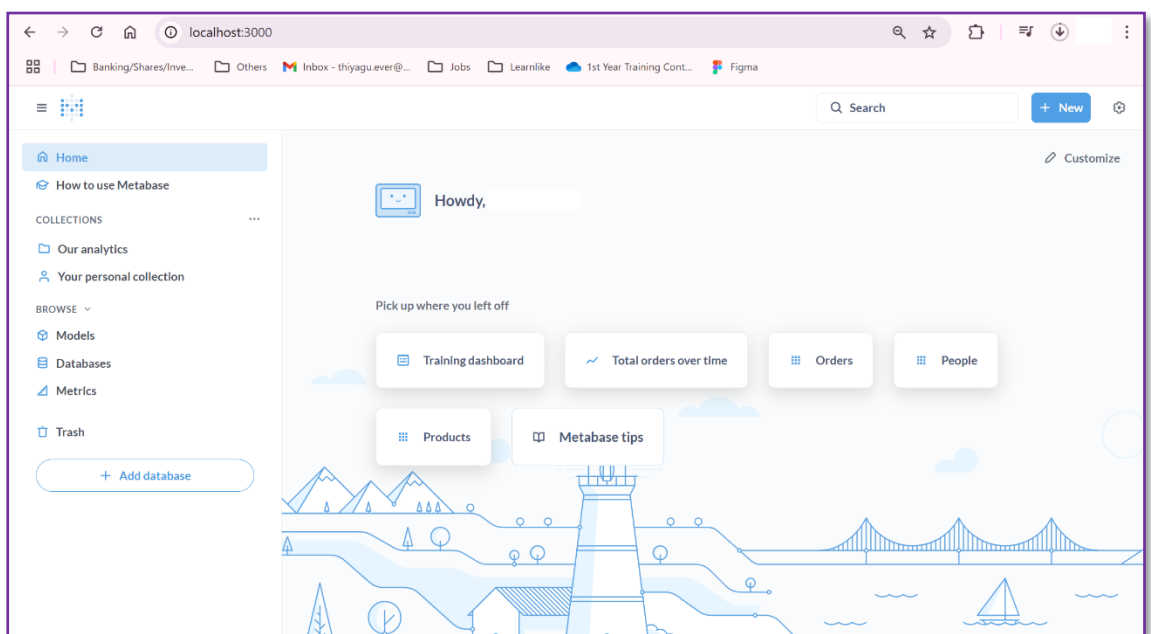 localhost:3000
Banking/Shares/Inve... Others Inbox - thiyagu.ever@... Jobs Learnlike 1st Year Training Cont... Figma
Search + New
Home
How to use Metabase
COLLECTIONS ...
Our analytics
Your personal collection
BROWSE
Models
Databases
Metrics
Trash
+ Add database
Customize
Howdy,
Pick up where you left off
Training dashboard Total orders over time Orders People
Products Metabase tips